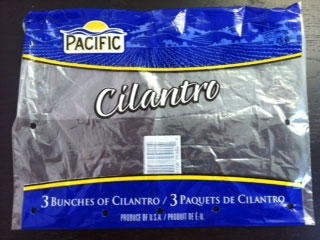 PACIFIC
Cilantro
3 BUNCHES OF CILANTRO / 3 PAQUETS DE CILANTRO
PRODUCE OF U.S.A. / PRODUIT DE E.-U.